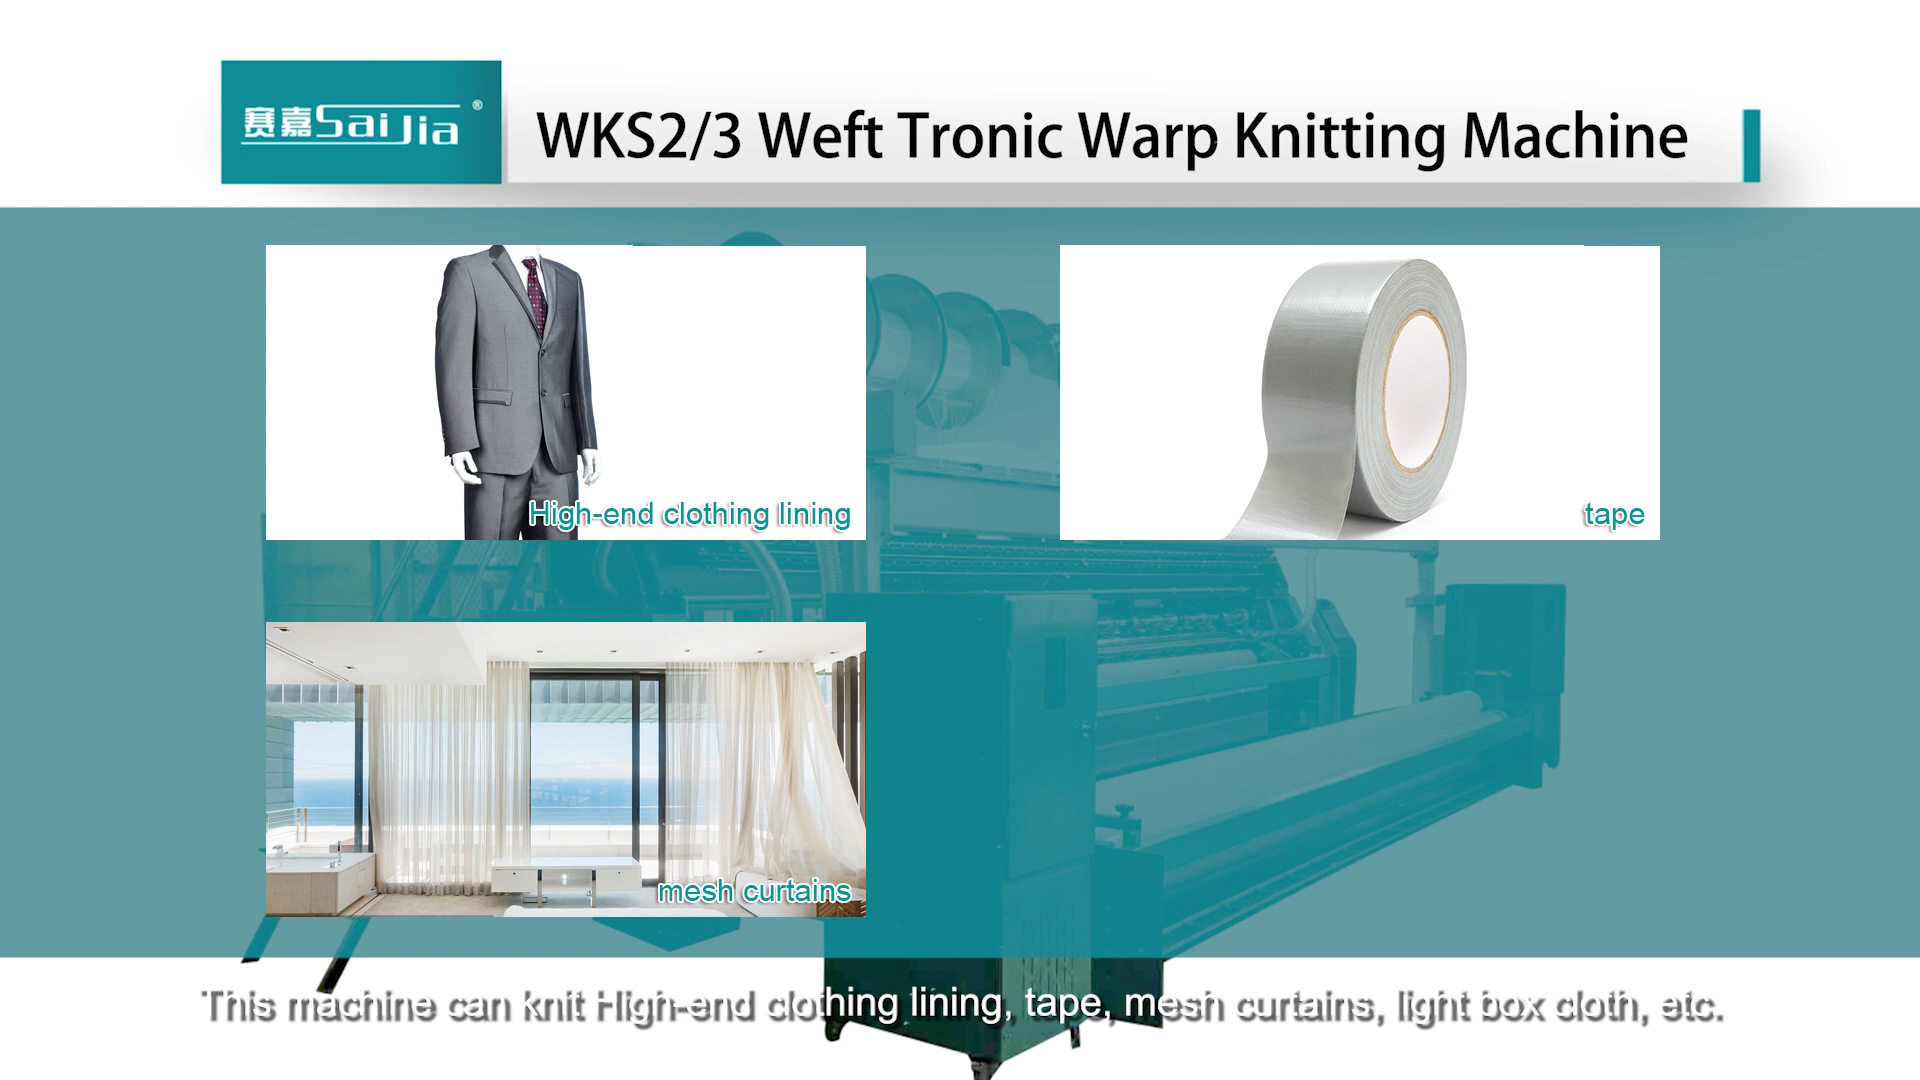 赛嘉SaiJia®
WKS2/3 Weft Tronic Warp Knitting Machine
High-end clothing lining
tape
mesh curtains
This machine can knit High-end clothing lining, tape, mesh curtains, light box cloth, etc.